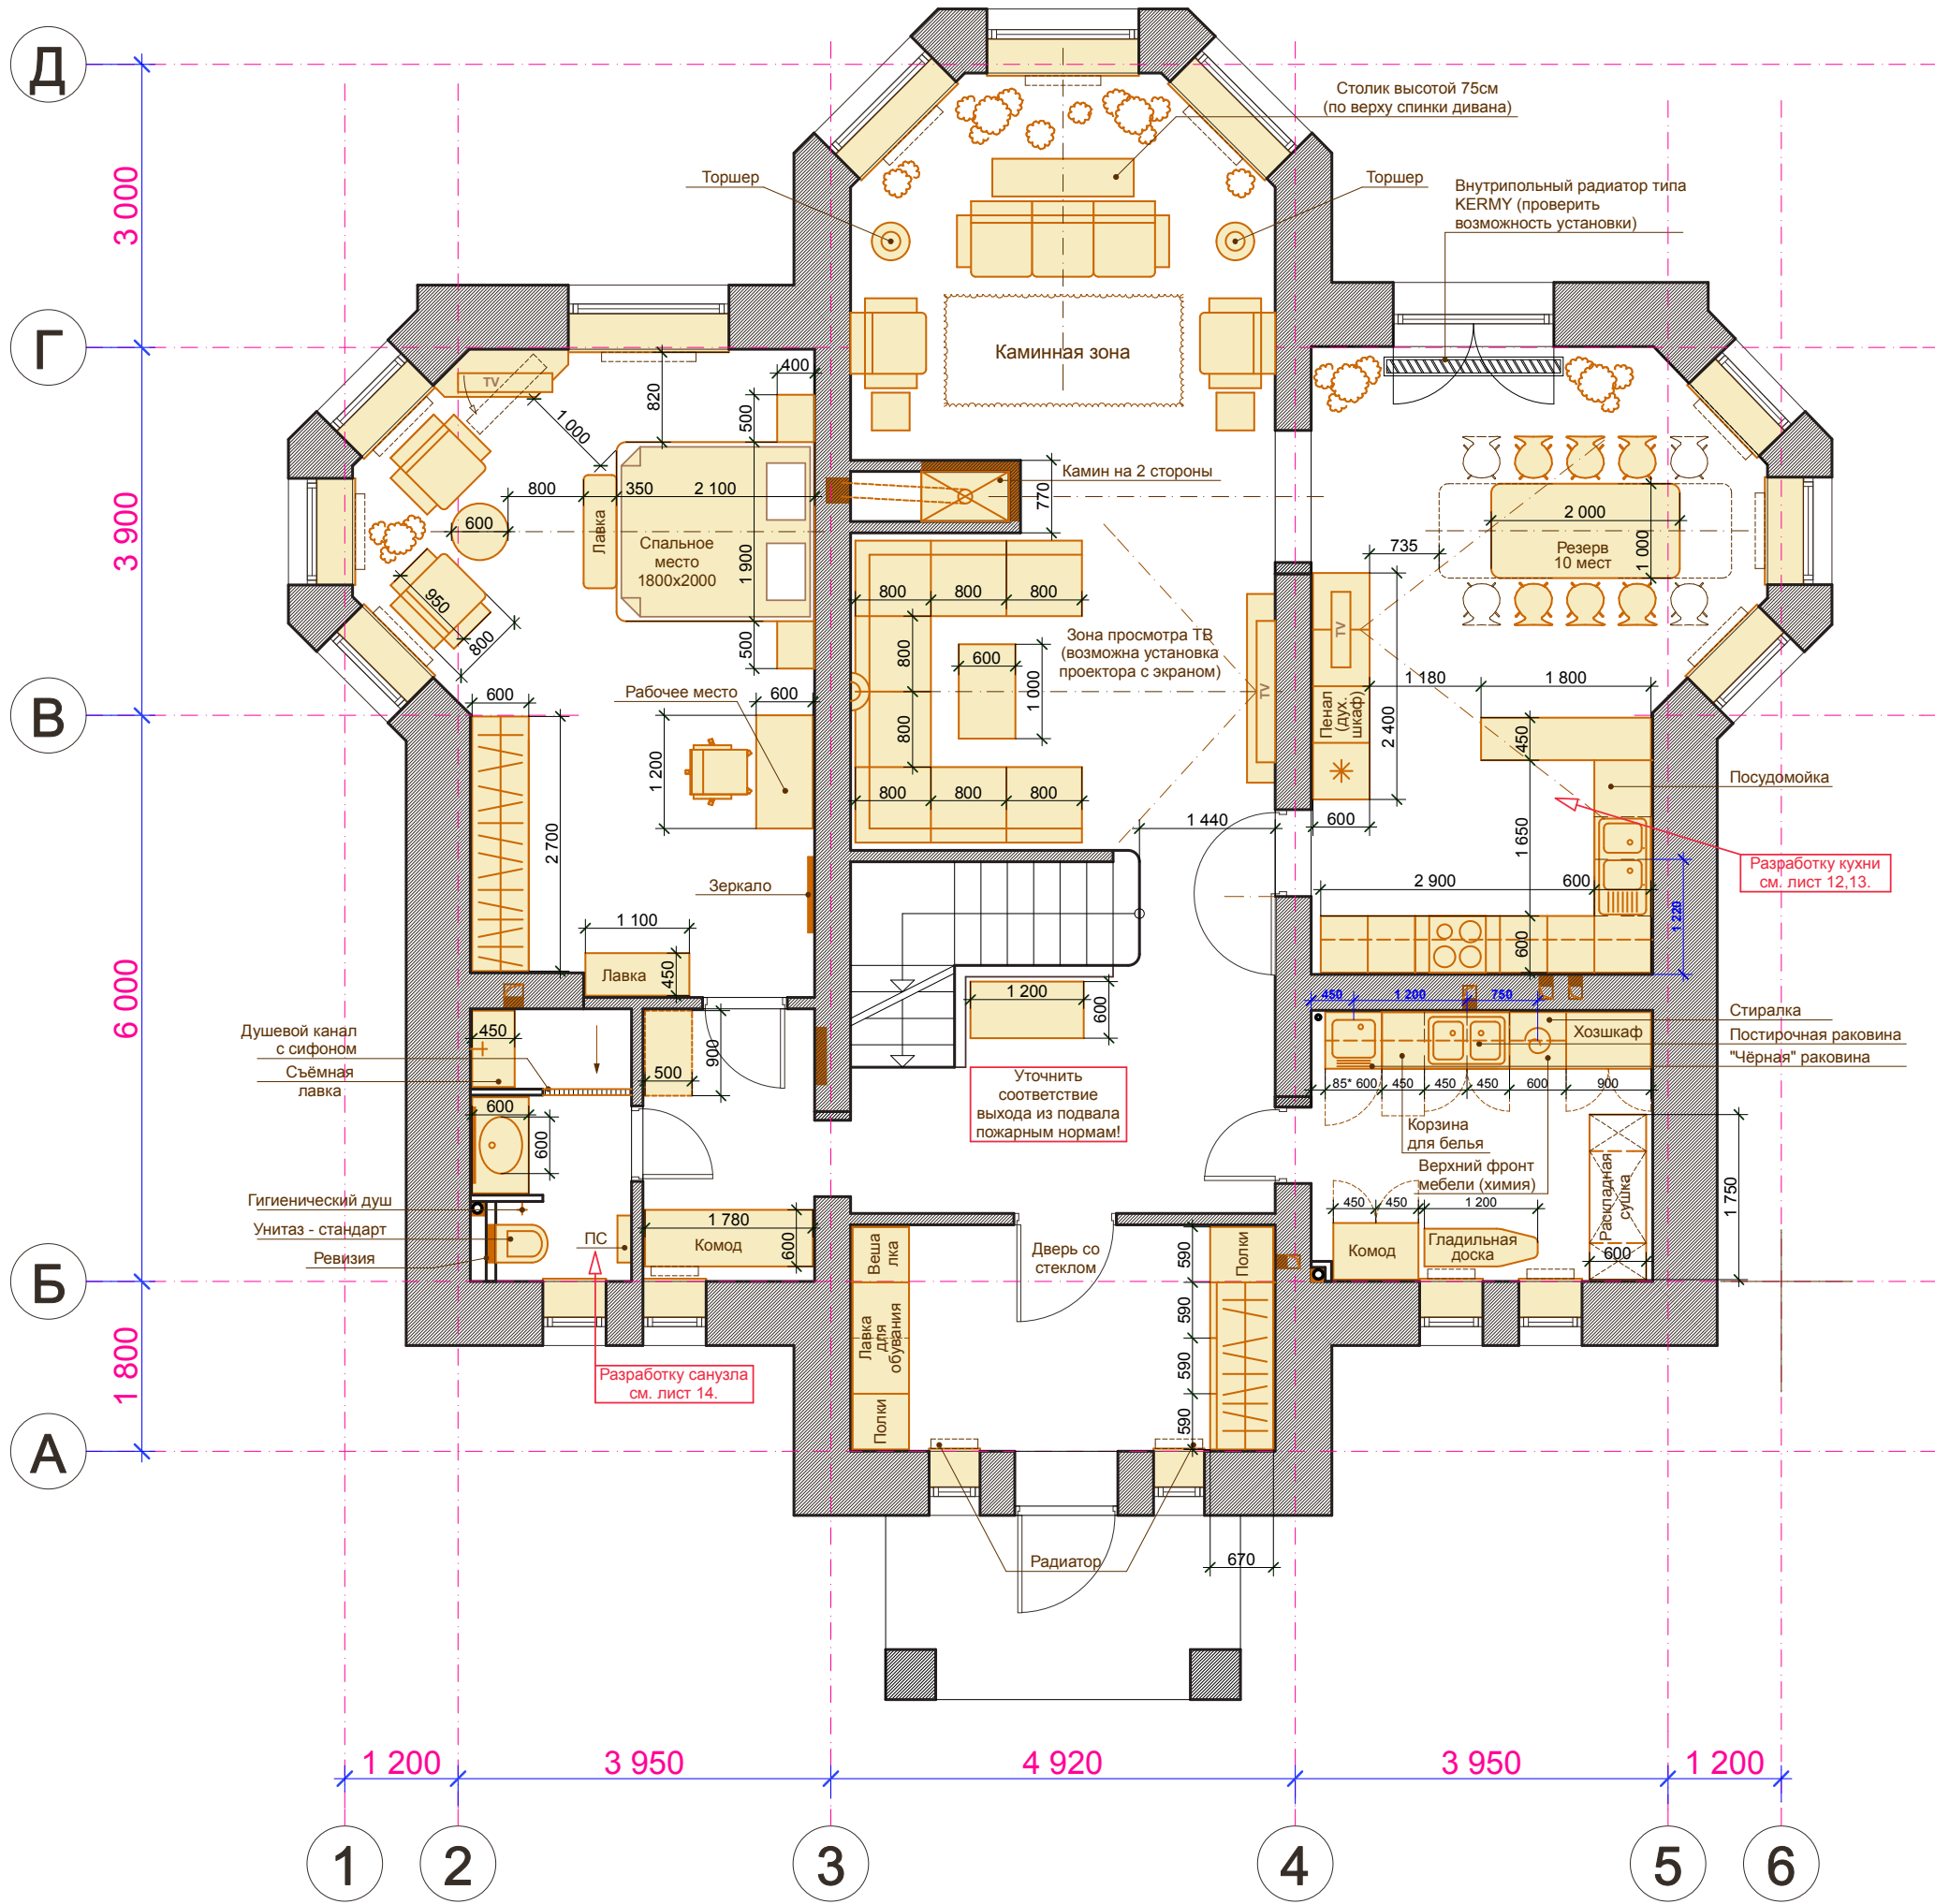 Д
Столик высотой 75см
(по верху спинки дивана)
3 000
Торшер
Торшер
Внутрипольный радиатор типа
KERMY (проверить
возможность установки)
Г
Каминная зона
TV
400
820
500
1 000
3 900
800
350
2 100
Камин на 2 стороны
770
600
Лавка
Спальное
место
1800х2000
1 900
2 000
735
Резерв
10 мест
1 000
950
800
500
800
800
800
Зона просмотра ТВ
(возможна установка
проектора с экраном)
TV
TV
800
600
1 000
800
800
800
800
600
Рабочее место
600
1 180
1 800
В
Пенал
(дух.
шкаф)
2 400
450
1 200
Посудомойка
2 700
1 440
600
1 650
Разработку кухни
см. лист 12,13.
Зеркало
2 900
600
1 220
1 100
600
Лавка
450
6 000
1 200
600
450
1 200
750
Душевой канал
с сифоном
450
Съёмная
лавка
900
500
Хозшкаф
Стиралка
Постирочная раковина
"Чёрная" раковина
Уточнить
соответствие
выхода из подвала
пожарным нормам!
85*
600
450
450
450
600
900
600
600
Корзина
для белья
Верхний фронт
мебели (химия)
Раскладная
сушка
1 750
Гигиенический душ
Унитаз - стандарт
Ревизия
ПС
1 780
Комод
600
Веша
лка
Дверь со
стеклом
590
Полки
450
450
1 200
Комод
Гладильная
доска
600
Б
Лавка
для
обувания
590
590
1 800
Разработку санузла
см. лист 14.
Полки
590
А
Радиатор
670
1 200
3 950
4 920
3 950
1 200
1
2
3
4
5
6